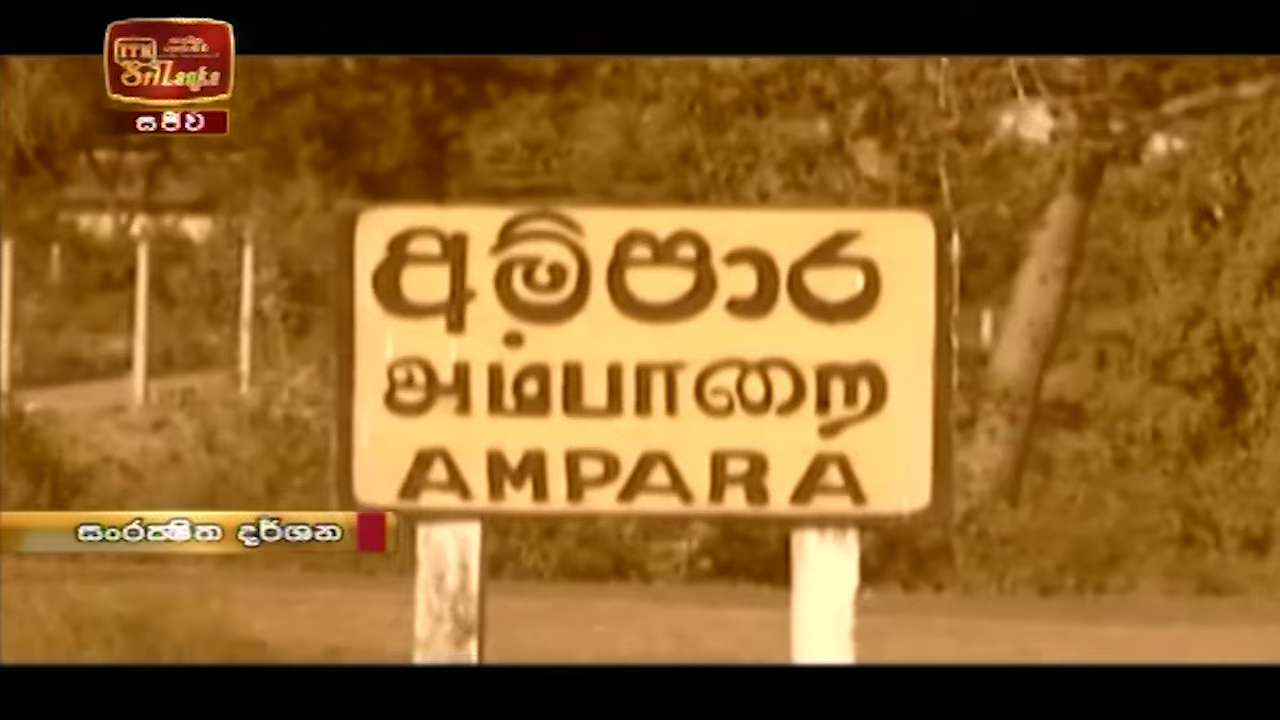 ITN
Sri Lanka
සජීව
අම්පාර
அம்பாறை
AMPARA
සංරක්ෂිත දර්ශන